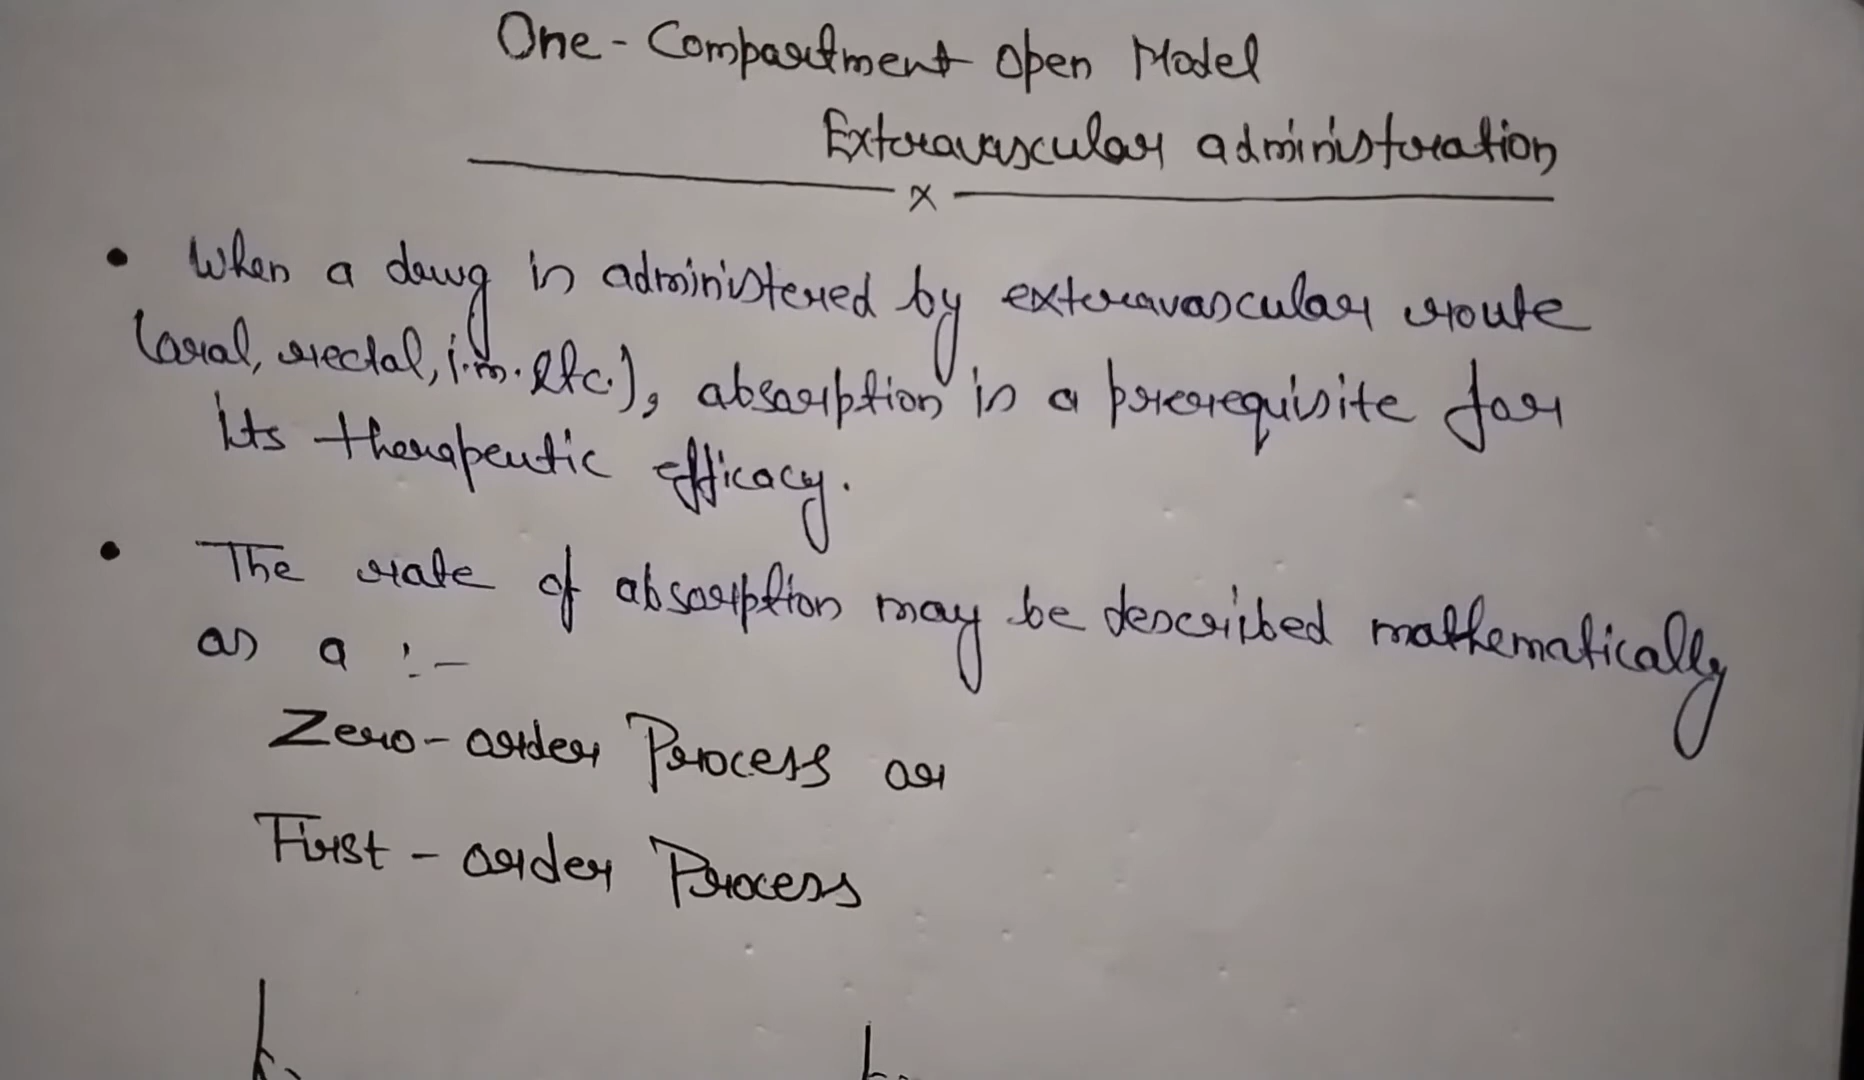 One - Compartment Open Model
Extravascular administration
x
• When a drug is administered by extravascular route
(oral, rectal, i.m. etc.), absorption is a prerequisite for
its therapeutic efficacy.
• The rate of absorption may be described mathematically
as a :-
Zero-order Process or
First-order Process